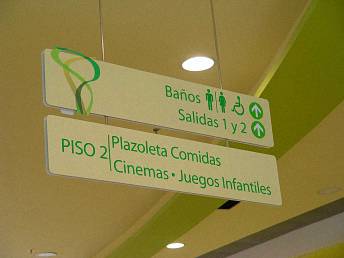 Baños
Salidas 1 y 2
PISO 2 Plazoleta Comidas
Cinemas • Juegos Infantiles